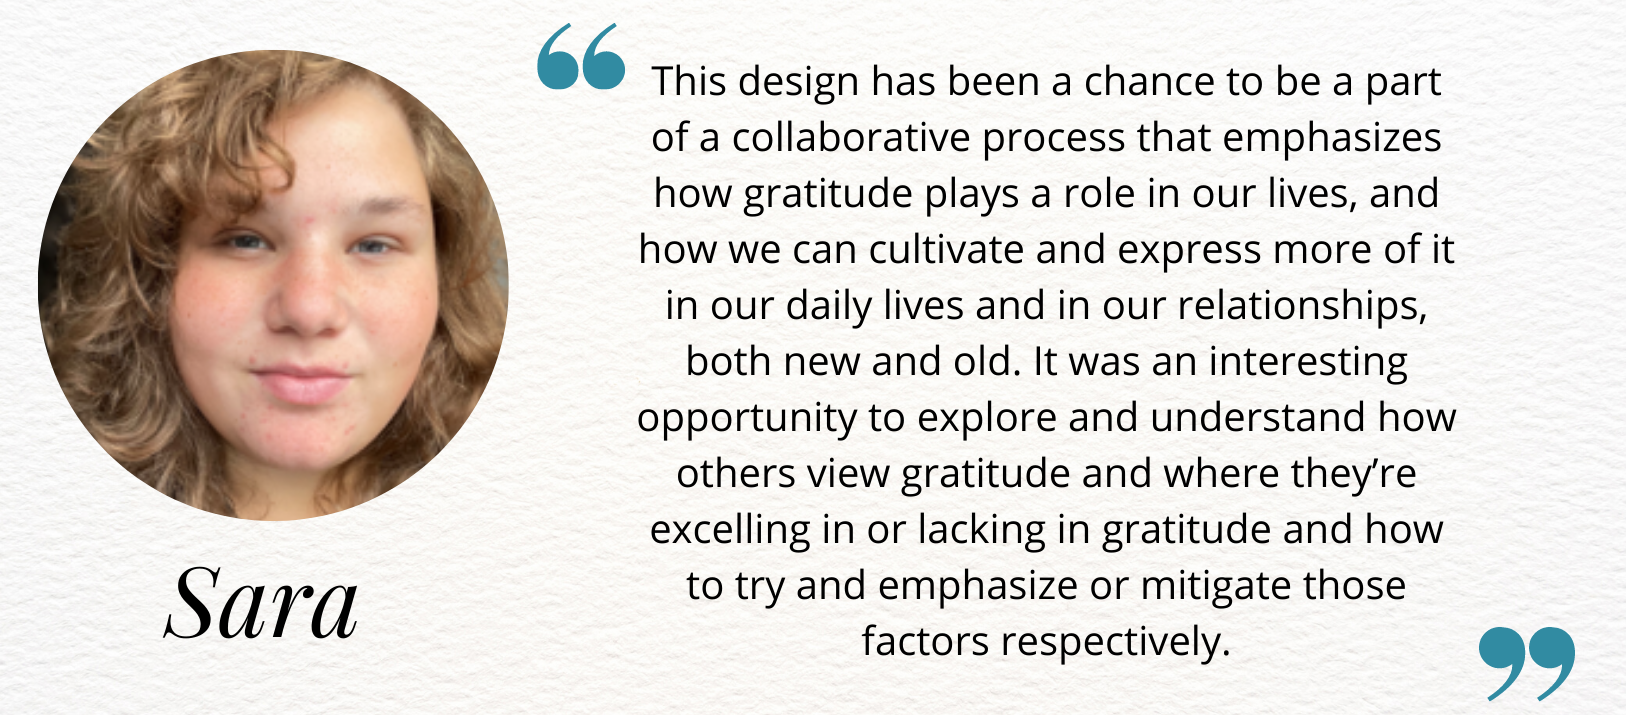 “
This design has been a chance to be a part
of a collaborative process that emphasizes
how gratitude plays a role in our lives, and
how we can cultivate and express more of it
in our daily lives and in our relationships,
both new and old. It was an interesting
opportunity to explore and understand how
others view gratitude and where they’re
excelling in or lacking in gratitude and how
to try and emphasize or mitigate those
factors respectively.
”
Sara